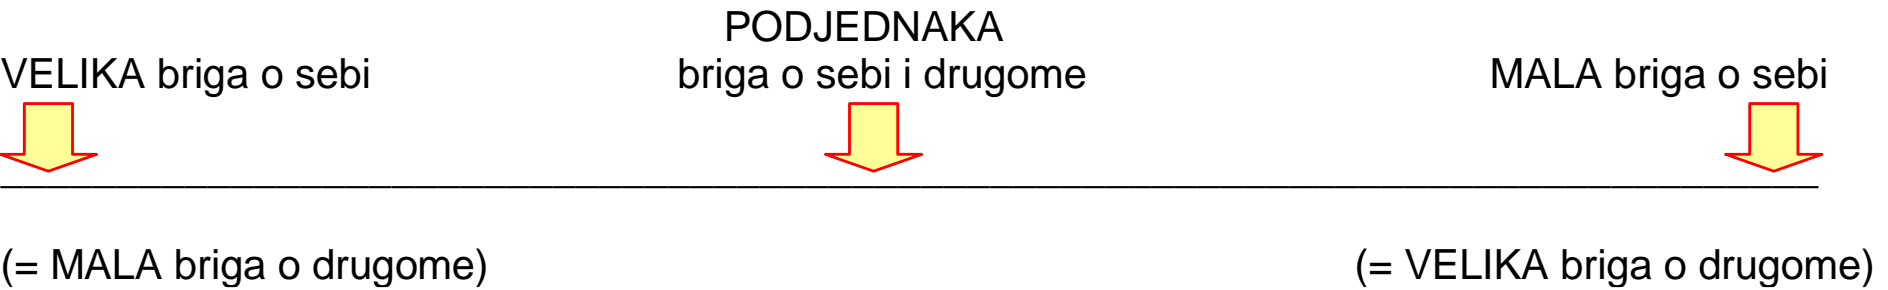 PODJEDNAKA
VELIKA briga o sebi briga o sebi i drugome MALA briga o sebi
(= MALA briga o drugome) (= VELIKA briga o drugome)